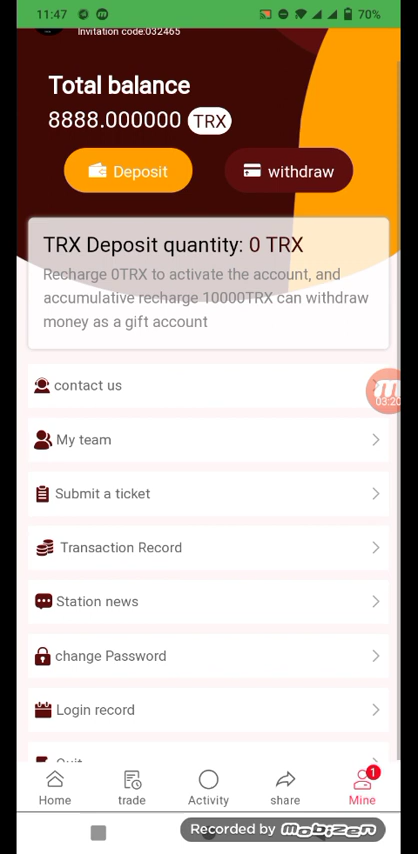 11:47 70%
Invitation code:032465
Total balance
8888.000000 TRX
Deposit withdraw
TRX Deposit quantity: 0 TRX
Recharge 0TRX to activate the account, and
accumulative recharge 10000TRX can withdraw
money as a gift account
contact us
03:20
My team
Submit a ticket
Transaction Record
Station news
change Password
Login record
Quit
1
Home trade Activity share Mine
Recorded by mobizen